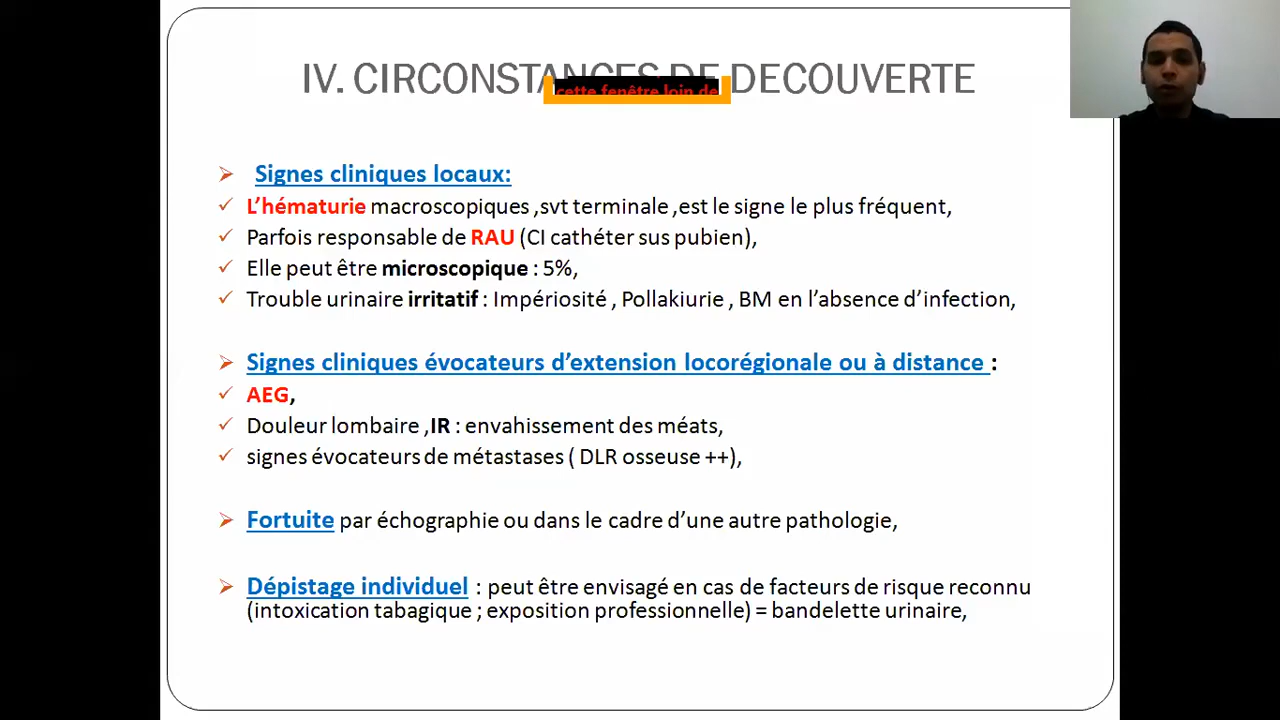 IV. CIRCONSTANCES DE DECOUVERTE
cette fenêtre loin de
Signes cliniques locaux:
L'hématurie macroscopiques ,svt terminale ,est le signe le plus fréquent,
Parfois responsable de RAU (CI cathéter sus pubien),
Elle peut être microscopique : 5%,
Trouble urinaire irritatif : Impériosité , Pollakiurie , BM en l'absence d'infection,
Signes cliniques évocateurs d'extension locorégionale ou à distance :
AEG,
Douleur lombaire ,IR : envahissement des méats,
signes évocateurs de métastases ( DLR osseuse ++),
Fortuite par échographie ou dans le cadre d'une autre pathologie,
Dépistage individuel : peut être envisagé en cas de facteurs de risque reconnu
(intoxication tabagique ; exposition professionnelle) = bandelette urinaire,